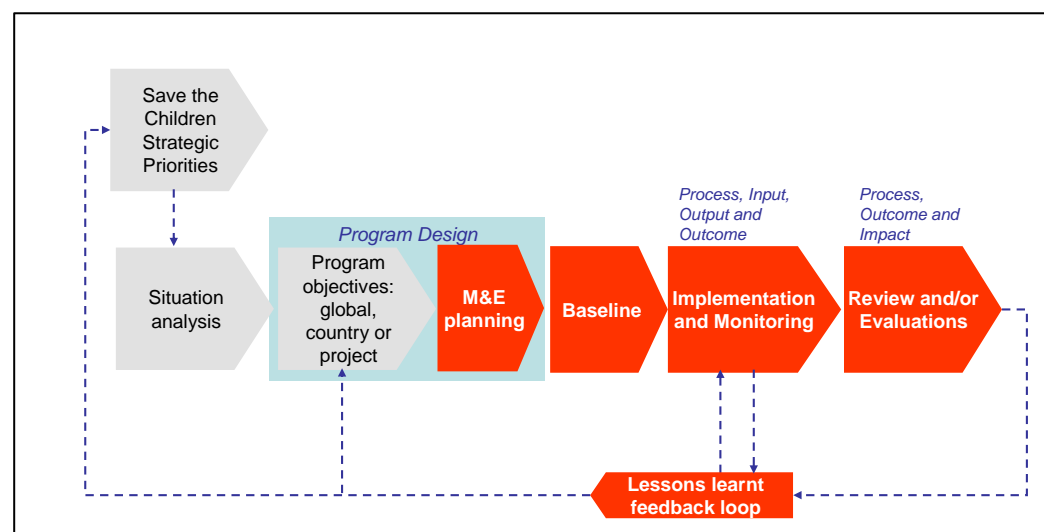 Save the
Children
Strategic
Priorities
Process, Input,
Output and
Outcome
Process,
Outcome and
Impact
Program Design
Situation
analysis
Program
objectives:
global,
country or
project
M&E
planning
Baseline
Implementation
and Monitoring
Review and/or
Evaluations
Lessons learnt
feedback loop